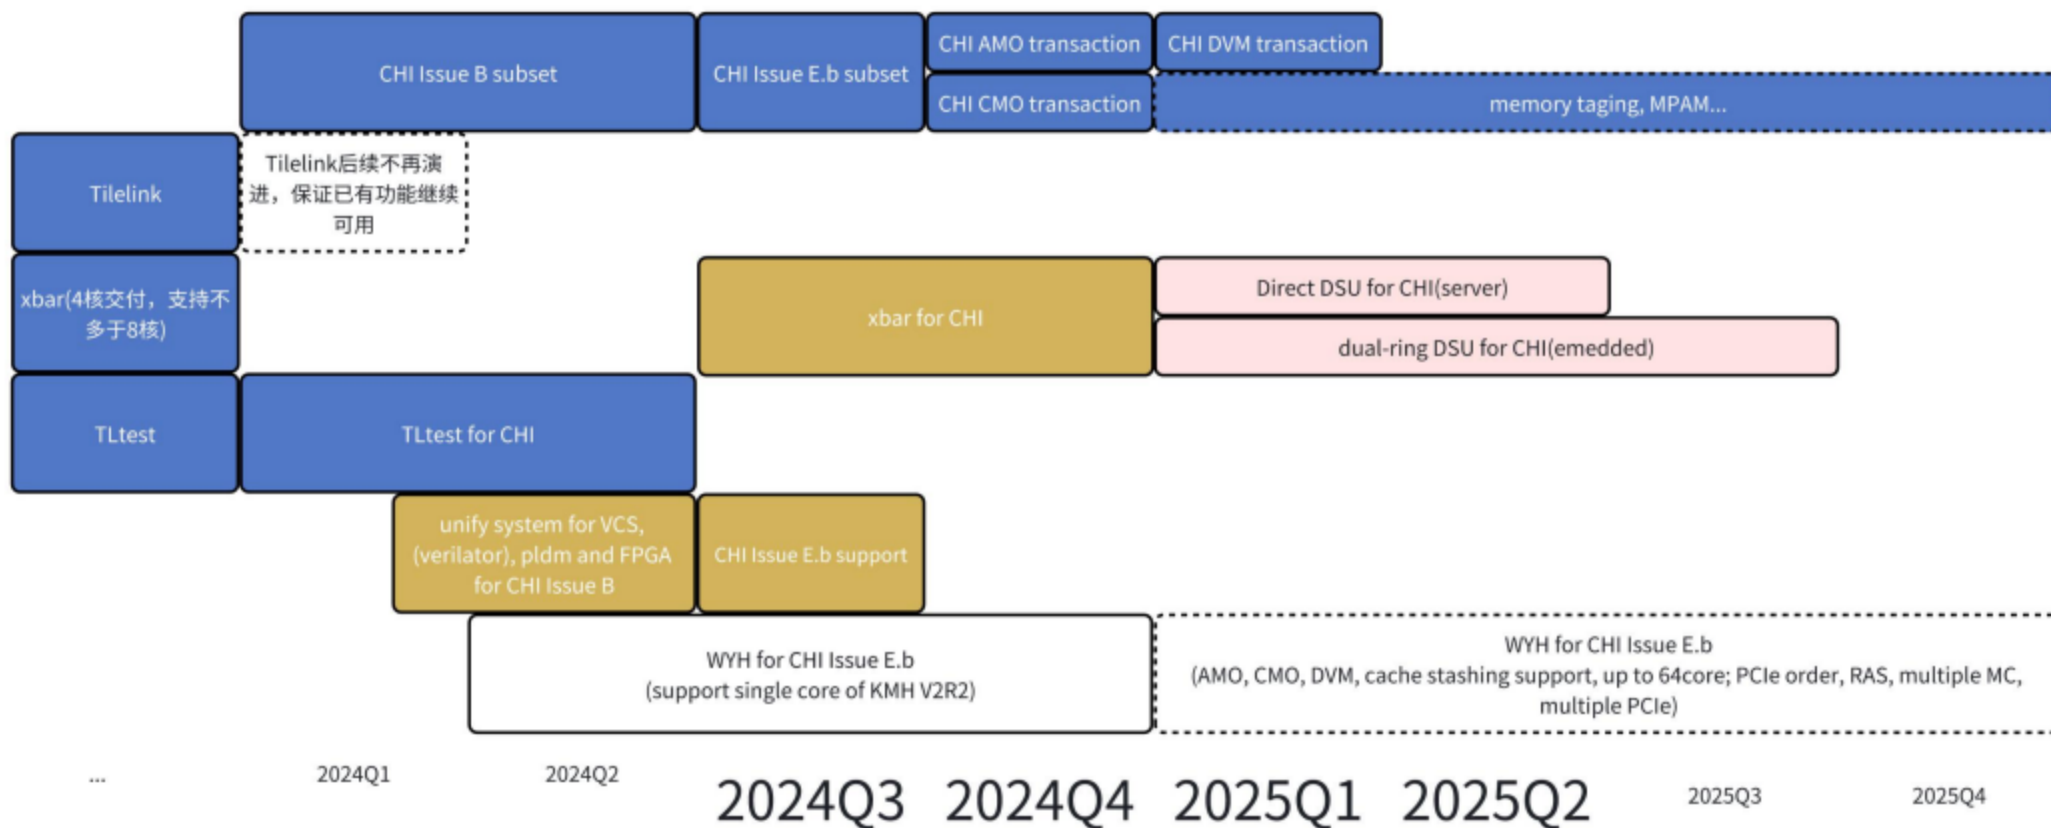 CHI Issue B subset
CHI Issue E.b subset
CHI AMO transaction
CHI DVM transaction
CHI CMO transaction
memory taging, MPAM...
Tilelink
Tilelink后续不再演
进，保证已有功能继续
可用
xbar(4核交付，支持不
多于8核)
xbar for CHI
Direct DSU for CHI(server)
dual-ring DSU for CHI(emedded)
TLtest
TLtest for CHI
unify system for VCS,
(verilator), pldm and FPGA
for CHI Issue B
CHI Issue E.b support
WYH for CHI Issue E.b
(support single core of KMH V2R2)
WYH for CHI Issue E.b
(AMO, CMO, DVM, cache stashing support, up to 64core; PCIe order, RAS, multiple MC,
multiple PCIe)
...
2024Q1
2024Q2
2024Q3
2024Q4
2025Q1
2025Q2
2025Q3
2025Q4